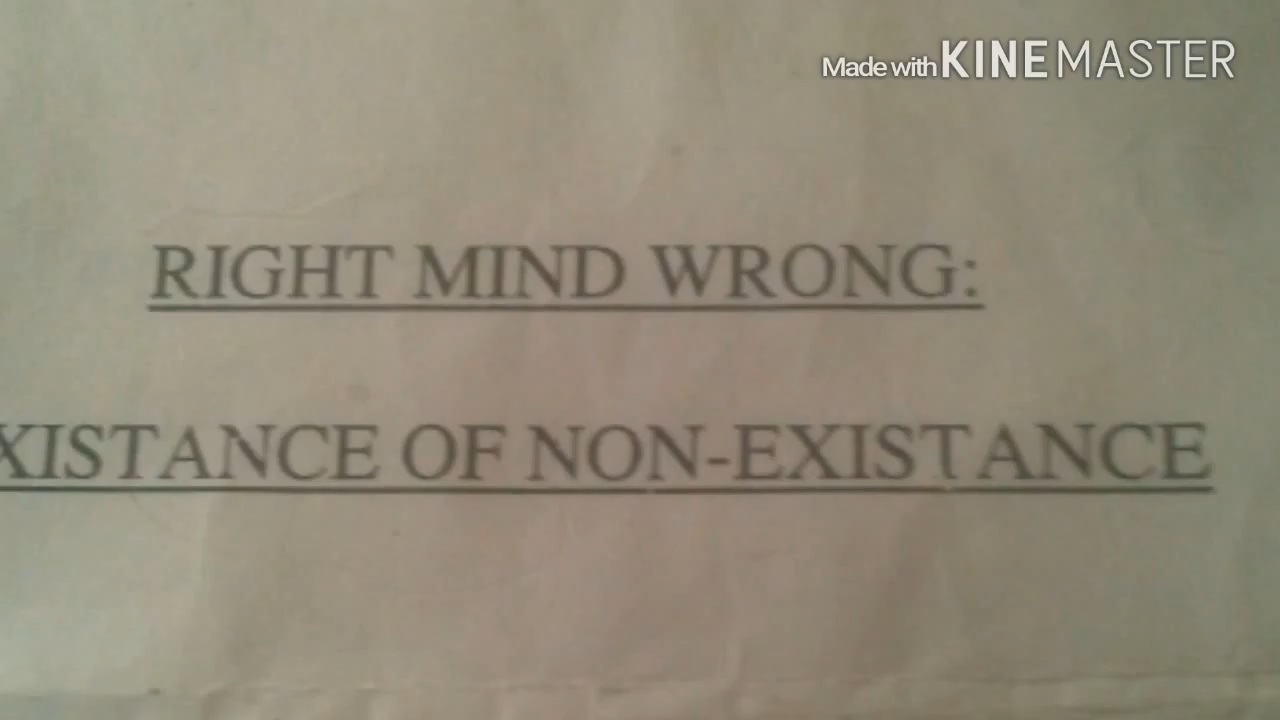 Made with KINEMASTER
RIGHT MIND WRONG:
XISTANCE OF NON-EXISTANCE